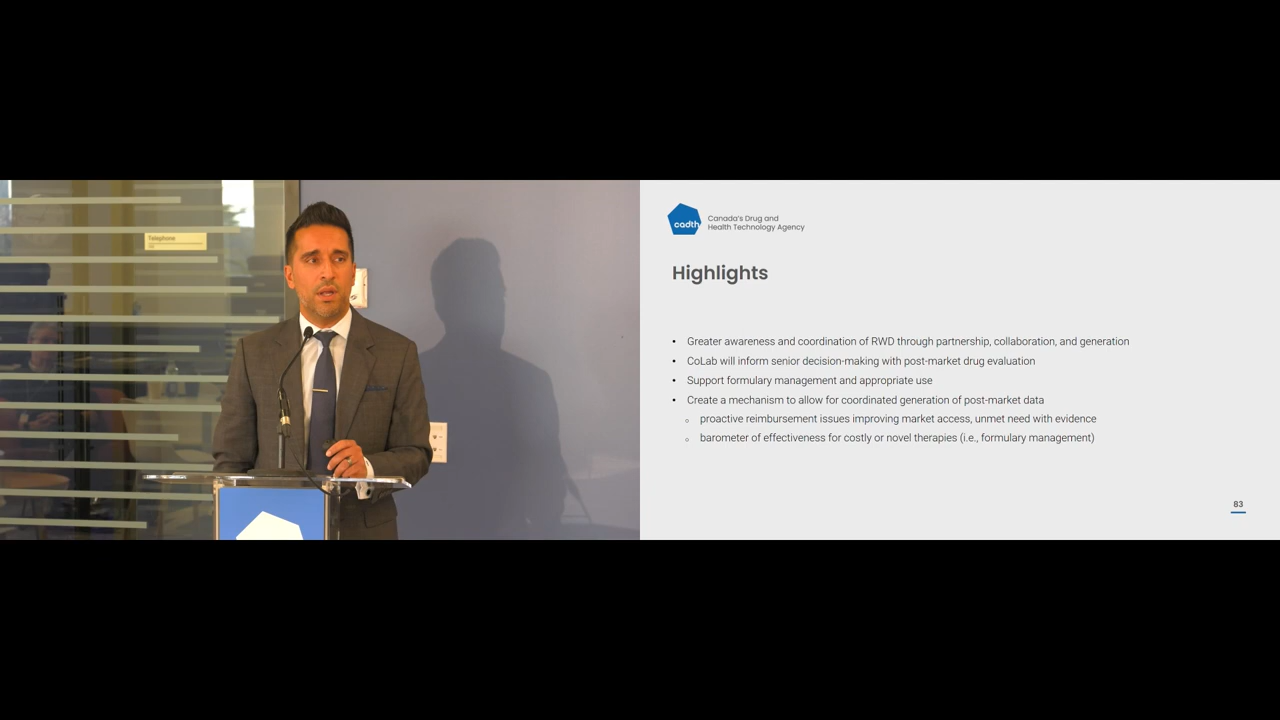 Telephone
cadth
Canada's Drug and
Health Technology Agency
Highlights
• Greater awareness and coordination of RWD through partnership, collaboration, and generation
• CoLab will inform senior decision-making with post-market drug evaluation
• Support formulary management and appropriate use
• Create a mechanism to allow for coordinated generation of post-market data
o proactive reimbursement issues improving market access, unmet need with evidence
o barometer of effectiveness for costly or novel therapies (i.e., formulary management)
83